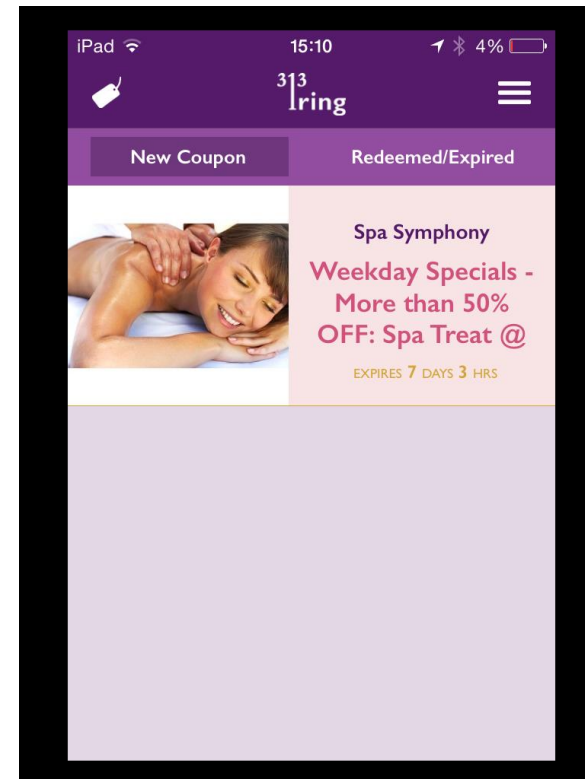 iPad 15:10 4%
313
ring
New Coupon Redeemed/Expired
Spa Symphony
Weekday Specials -
More than 50%
OFF: Spa Treat @
EXPIRES 7 DAYS 3 HRS